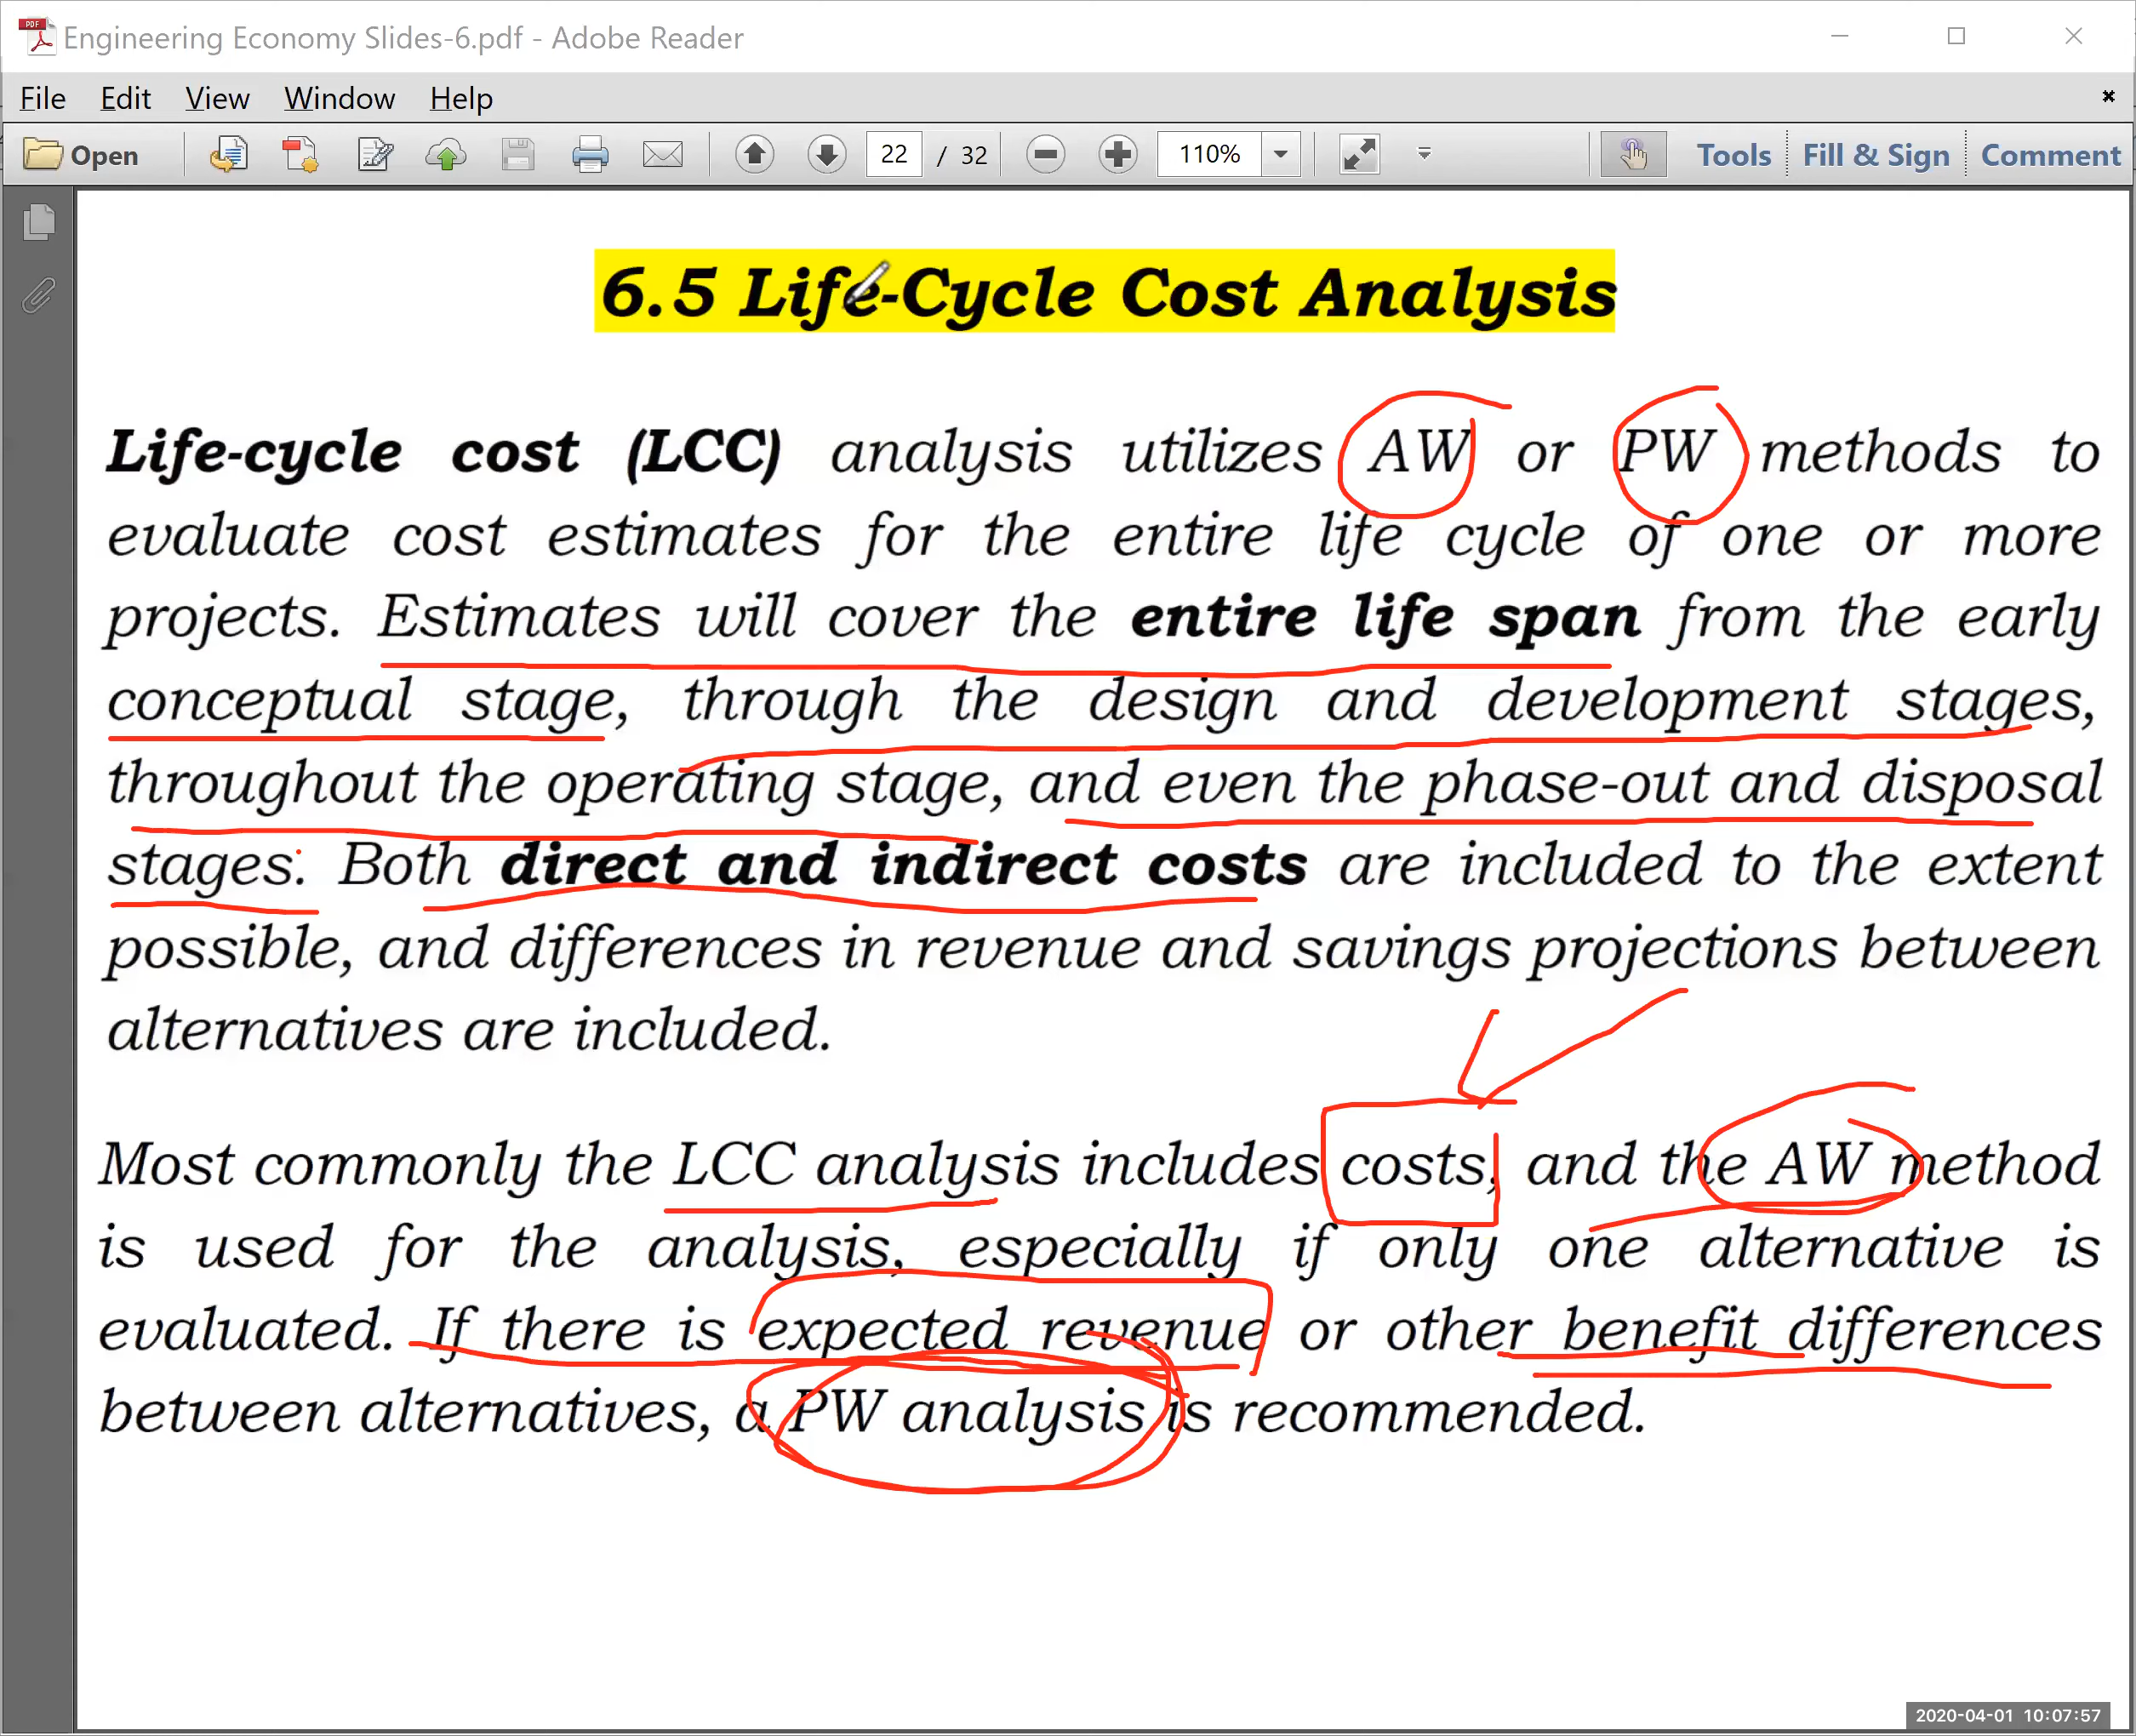 Engineering Economy Slides-6.pdf - Adobe Reader
File Edit View Window Help
Open 22 / 32 110% Tools Fill & Sign Comment
6.5 Life-Cycle Cost Analysis
Life-cycle cost (LCC) analysis utilizes AW or PW methods to
evaluate cost estimates for the entire life cycle of one or more
projects. Estimates will cover the entire life span from the early
conceptual stage, through the design and development stages,
throughout the operating stage, and even the phase-out and disposal
stages. Both direct and indirect costs are included to the extent
possible, and differences in revenue and savings projections between
alternatives are included.
Most commonly the LCC analysis includes costs, and the AW method
is used for the analysis, especially if only one alternative is
evaluated. If there is expected revenue or other benefit differences
between alternatives, a PW analysis is recommended.
2020-04-01 10:07:57